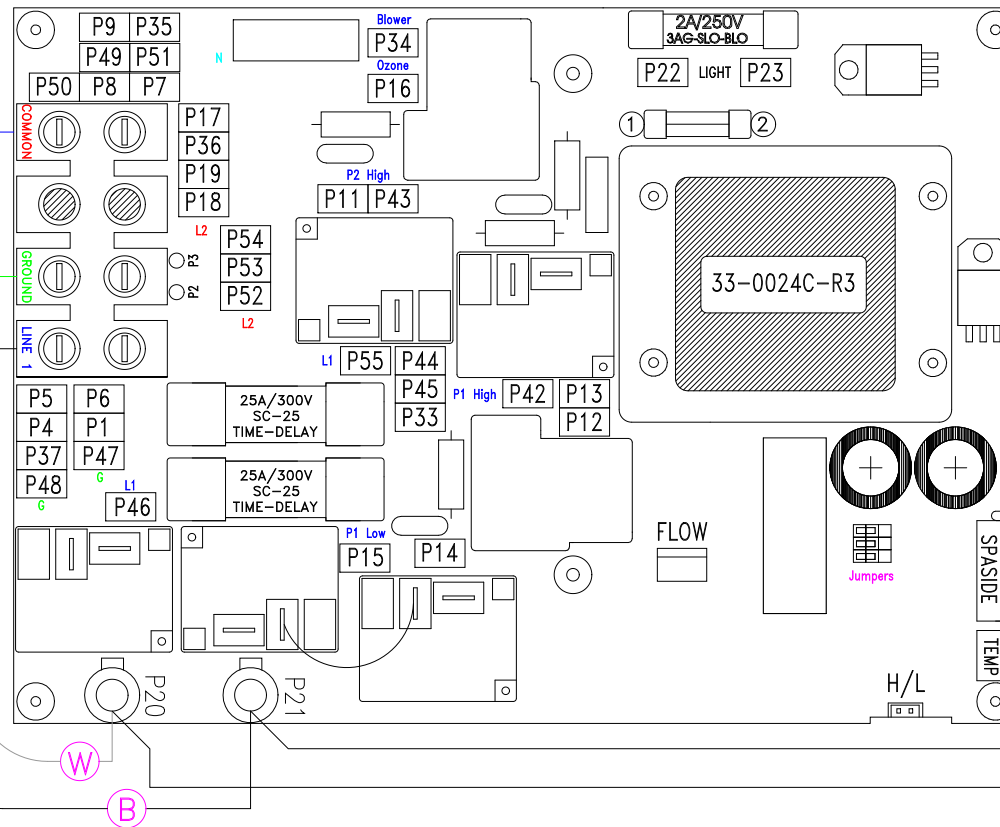 P9 P35
P49 P51
P50 P8 P7
N
Blower
P34
Ozone
P16
2A/250V
3AG-SLO-BLO
P22 LIGHT P23
1 2
COMMON
P17
P36
P19
P18
L2
P2 High
P11 P43
P54
P53
P52
L2
GROUND
P3
P2
LINE 1
33-0024C-R3
L1 P55
P44
P45
P33
P1 High P42
P13
P12
P5 P6
P4 P1
P37 P47
P48 G
G
L1
P46
25A/300V
SC-25
TIME-DELAY
25A/300V
SC-25
TIME-DELAY
P1 Low
P15 P14
FLOW
Jumpers
SPASIDE
TEMP
H/L
P20 P21
W
B